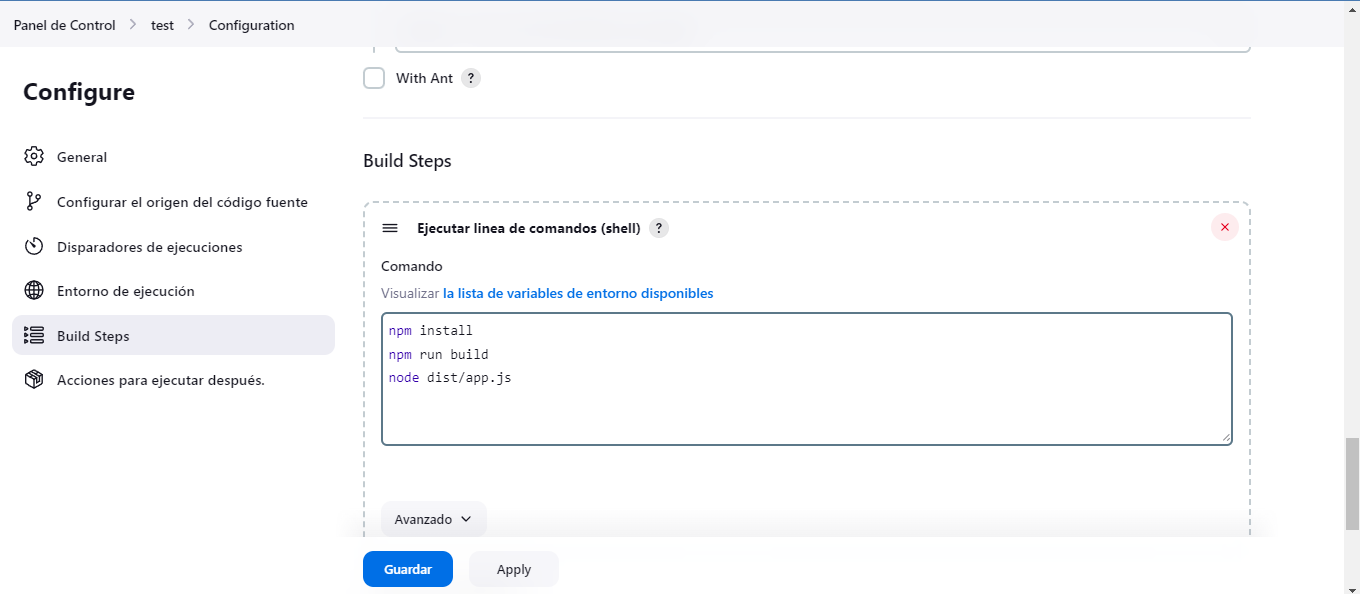 Panel de Control > test > Configuration
Configure
General
Configurar el origen del código fuente
Disparadores de ejecuciones
Entorno de ejecución
Build Steps
Acciones para ejecutar después.
With Ant ?
Build Steps
Ejecutar linea de comandos (shell) ?
Comando
Visualizar la lista de variables de entorno disponibles
npm install
npm run build
node dist/app.js
Avanzado
Guardar Apply